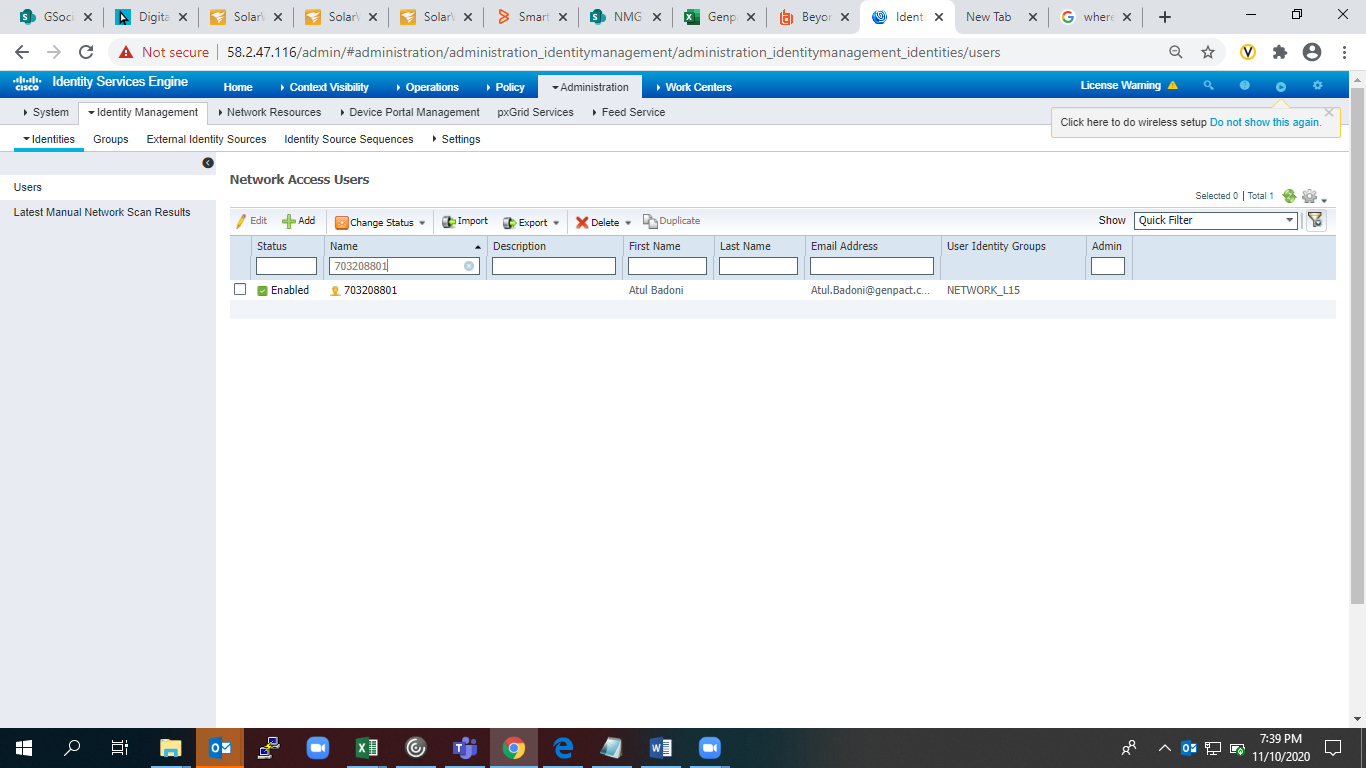 GSoci Digita SolarV SolarV SolarV Smart NMG Genpa Beyon Identi New Tab where
Not secure 58.2.47.116/admin/#administration/administration_identitymanagement/administration_identitymanagement_identities/users
cisco Identity Services Engine Home Context Visibility Operations Policy Administration Work Centers License Warning
System Identity Management Network Resources Device Portal Management pxGrid Services Feed Service
Click here to do wireless setup Do not show this again.
Identities Groups External Identity Sources Identity Source Sequences Settings
Users
Latest Manual Network Scan Results
Network Access Users
Selected 0 | Total 1
Edit Add Change Status Import Export Delete Duplicate Show Quick Filter
Status Name Description First Name Last Name Email Address User Identity Groups Admin
703208801
Enabled 703208801 Atul Badoni Atul.Badoni@genpact.c... NETWORK_L15
7:39 PM
11/10/2020